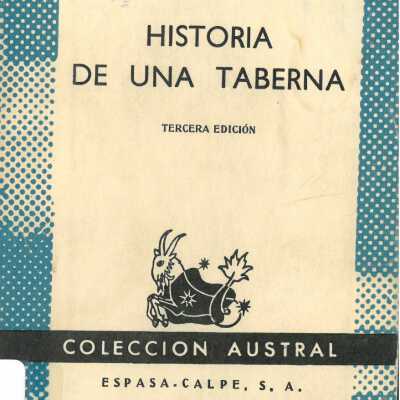 HISTORIA
DE UNA TABERNA
TERCERA EDICIÓN
COLECCION AUSTRAL
ESPASA-CALPE, S. A.